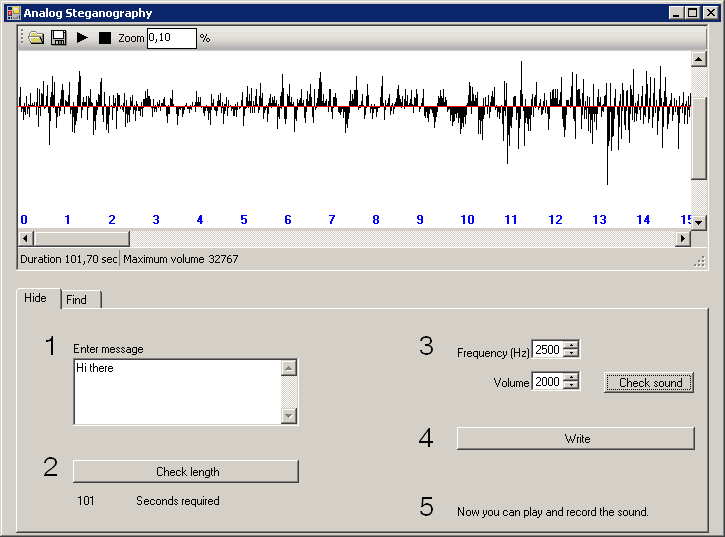 Analog Steganography
Zoom 0,10 %
0 1 2 3 4 5 6 7 8 9 10 11 12 13 14 15
Duration 101,70 sec Maximum volume 32767
Hide Find
1 Enter message
Hi there
2 Check length
101 Seconds required
3 Frequency (Hz) 2500
Volume 2000 Check sound
4 Write
5 Now you can play and record the sound.